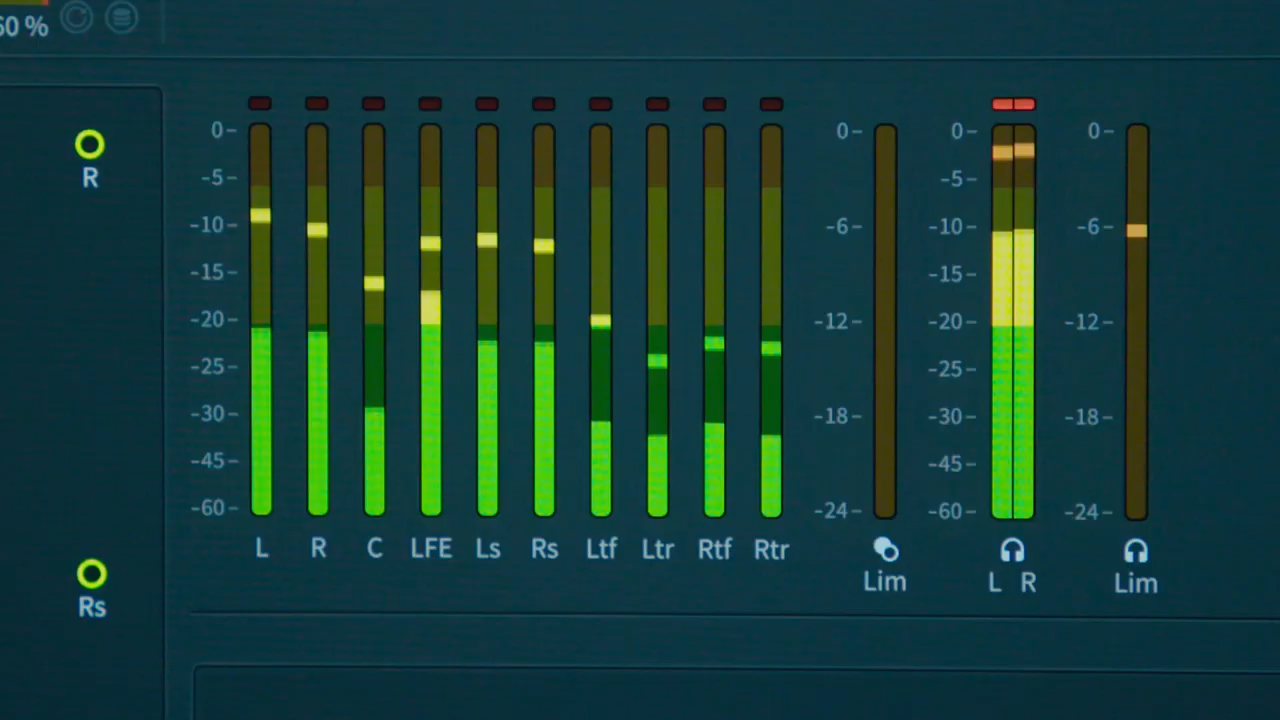 60 %
R
Rs
0 -5 -10 -15 -20 -25 -30 -45 -60
L R C LFE Ls Rs Ltf Ltr Rtf Rtr
0 -6 -12 -18 -24
Lim
0 -5 -10 -15 -20 -25 -30 -45 -60
L R
0 -6 -12 -18 -24
Lim